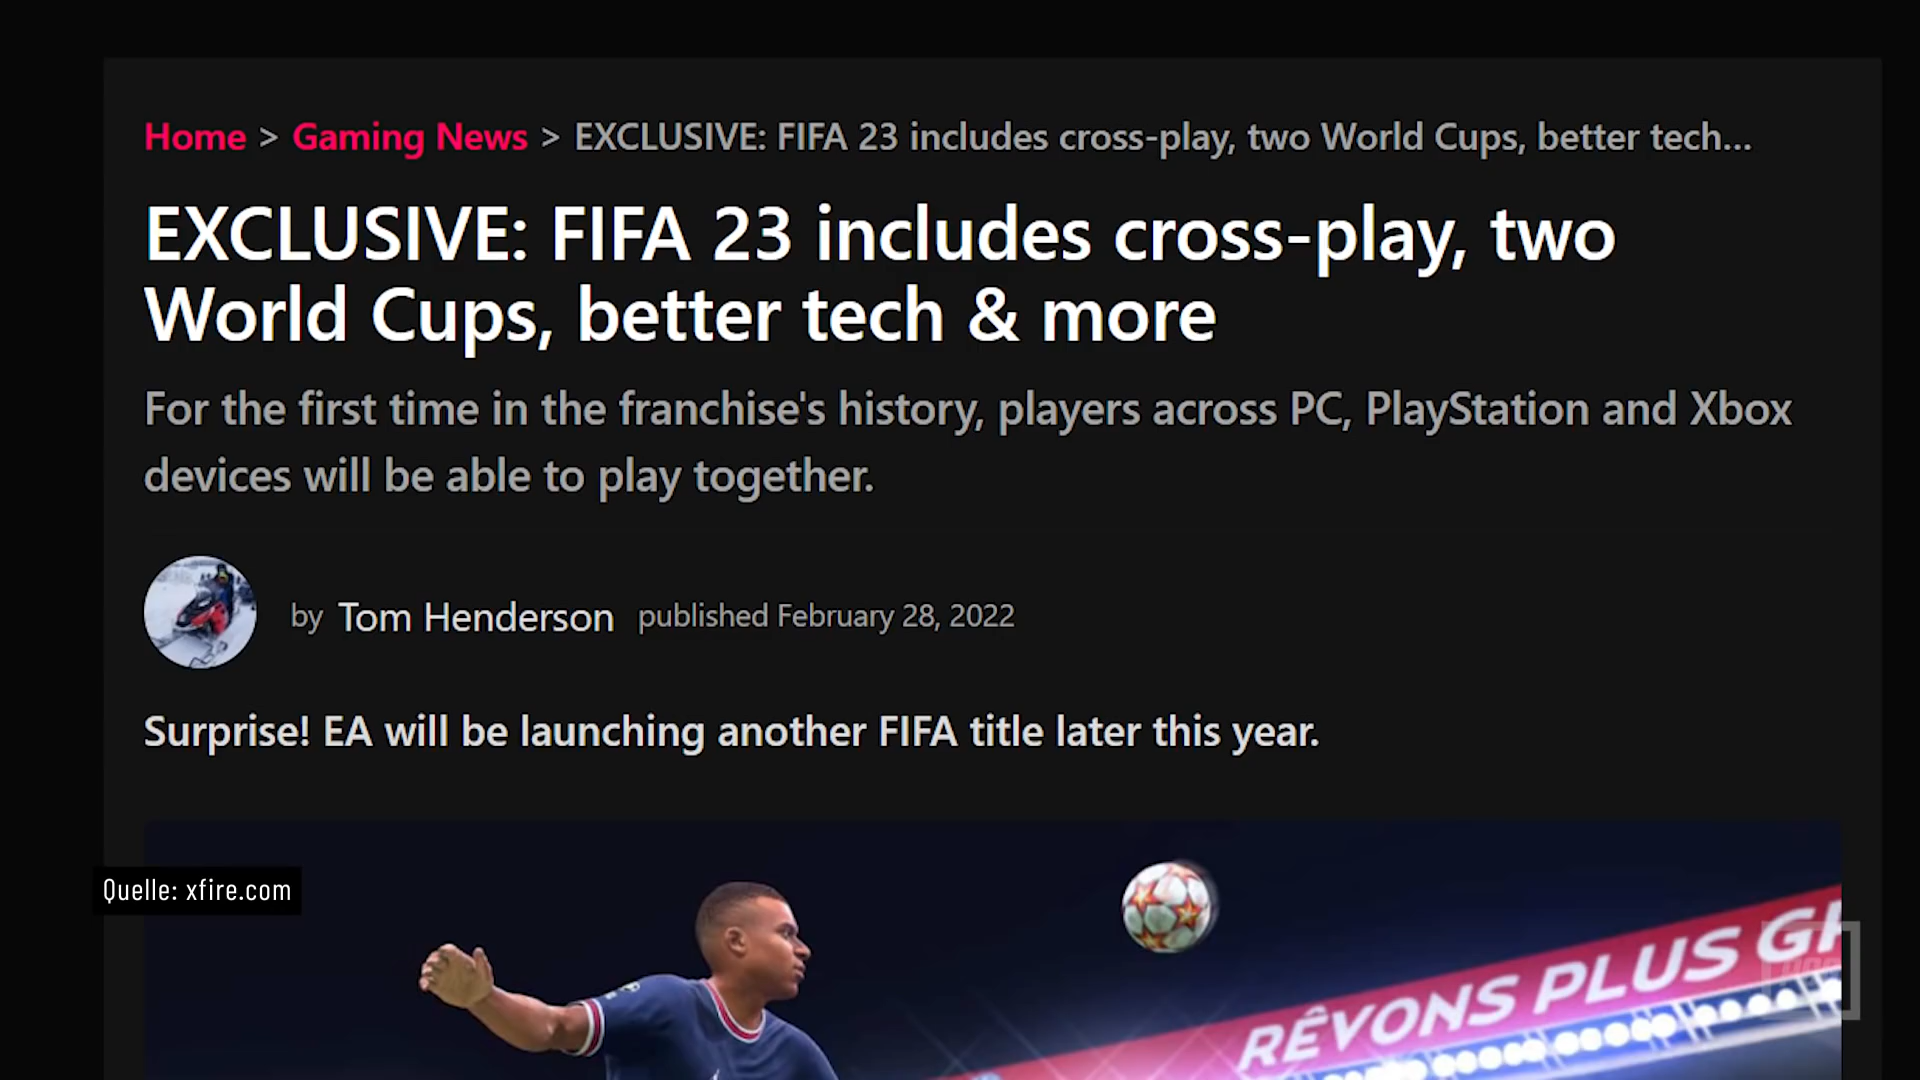 Home > Gaming News > EXCLUSIVE: FIFA 23 includes cross-play, two World Cups, better tech...
EXCLUSIVE: FIFA 23 includes cross-play, two
World Cups, better tech & more
For the first time in the franchise's history, players across PC, PlayStation and Xbox
devices will be able to play together.
by Tom Henderson published February 28, 2022
Surprise! EA will be launching another FIFA title later this year.
Quelle: xfire.com
RÊVONS PLUS